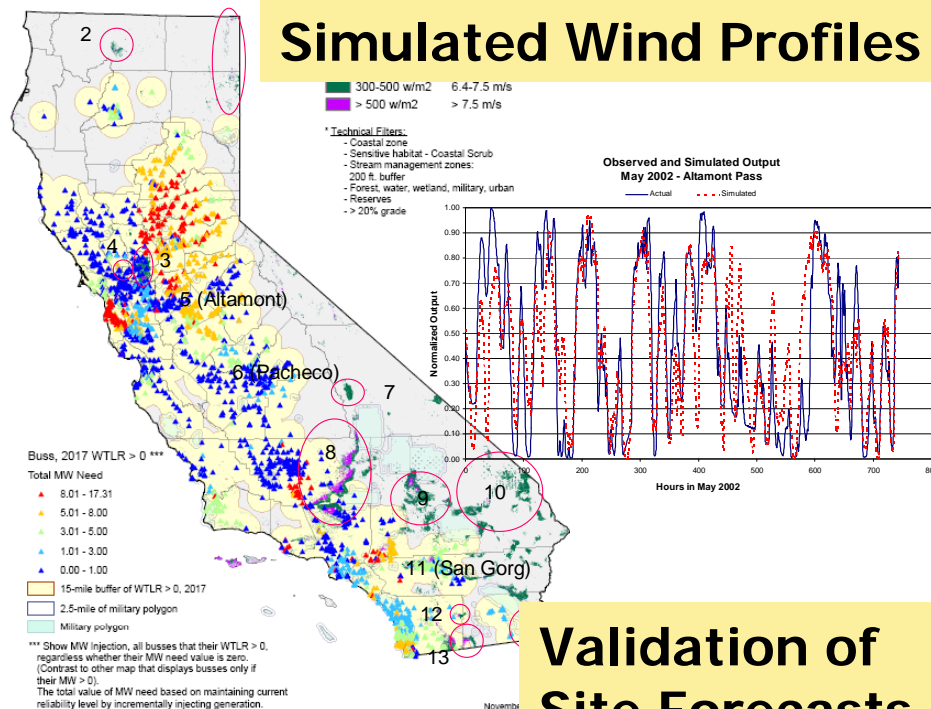 Simulated Wind Profiles
300-500 w/m2 6.4-7.5 m/s
> 500 w/m2 > 7.5 m/s
* Technical Filters:
- Coastal zone
- Sensitive habitat - Coastal Scrub
- Stream management zones:
200 ft. buffer
- Forest, water, wetland, military, urban
- Reserves
- > 20% grade
Observed and Simulated Output
May 2002 - Altamont Pass
Actual Simulated
1.00
0.90
0.80
0.70
0.60
0.50
0.40
0.30
0.20
0.10
0.00
Normalized Output
0 100 200 300 400 500 600 700
Hours in May 2002
2
4
3
5 (Altamont)
6 (Pacheco)
7
8
9
10
11 (San Gorg)
12
13
Buss, 2017 WTLR > 0 ***
Total MW Need
8.01 - 17.31
5.01 - 8.00
3.01 - 5.00
1.01 - 3.00
0.00 - 1.00
15-mile buffer of WTLR > 0, 2017
2.5-mile of military polygon
Military polygon
*** Show MW Injection, all busses that their WTLR > 0,
regardless whether their MW need value is zero.
(Contrast to other map that displays busses only if
their MW > 0).
The total value of MW need based on maintaining current
reliability level by incrementally injecting generation.
Validation of
Site Forecasts